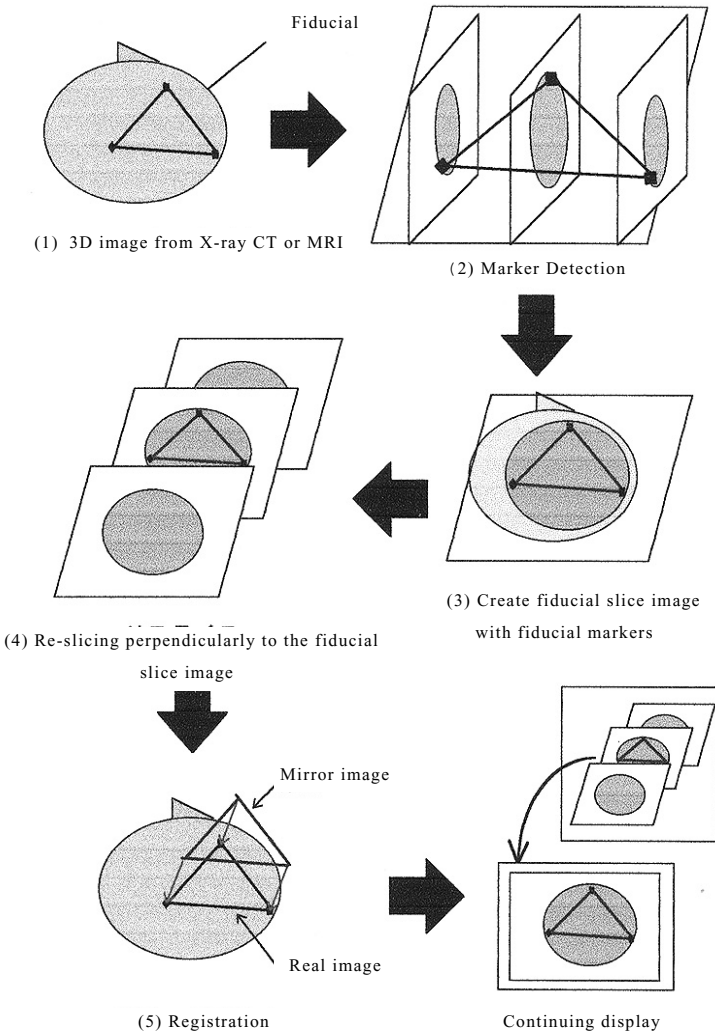 Fiducial
(1) 3D image from X-ray CT or MRI
(2) Marker Detection
(3) Create fiducial slice image
with fiducial markers
(4) Re-slicing perpendicularly to the fiducial
slice image
Mirror image
Real image
(5) Registration
Continuing display